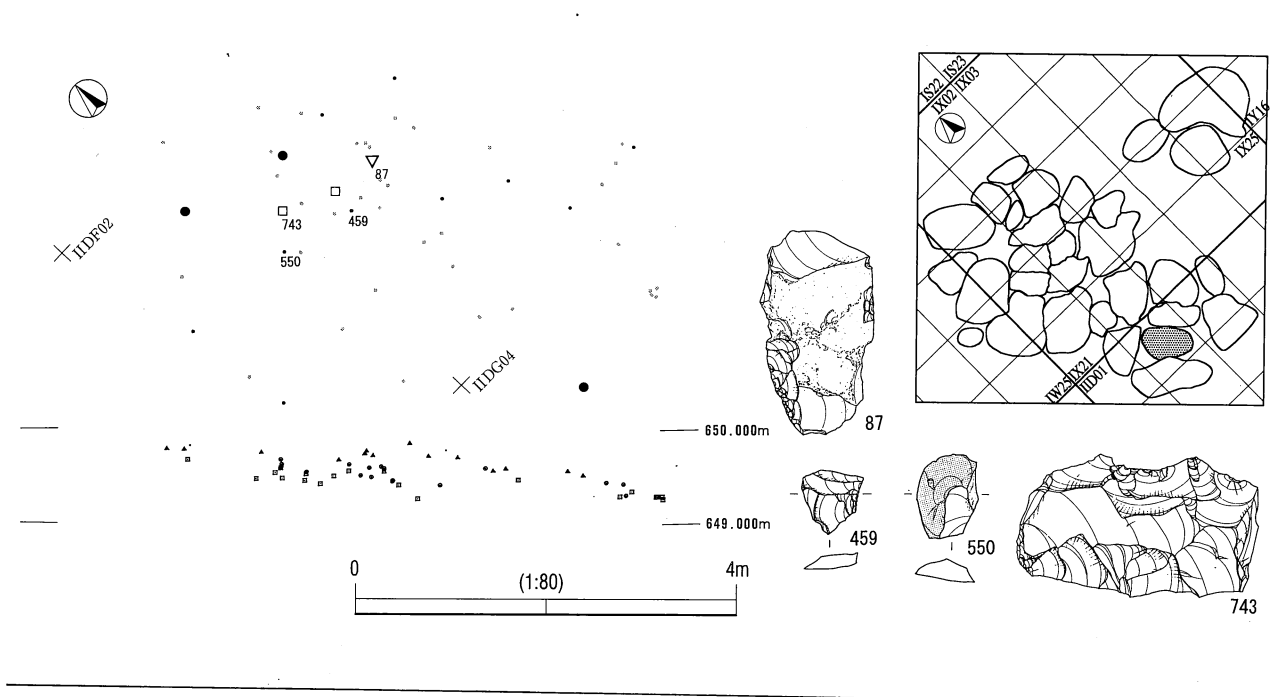 87
459
743
550
IIDF02
IIDG04
650.000m
649.000m
0
(1:80)
4m
IS22 IS23
IX02 IX03
IY16
IX25
IW25 IX21
IID01
87
459
550
743